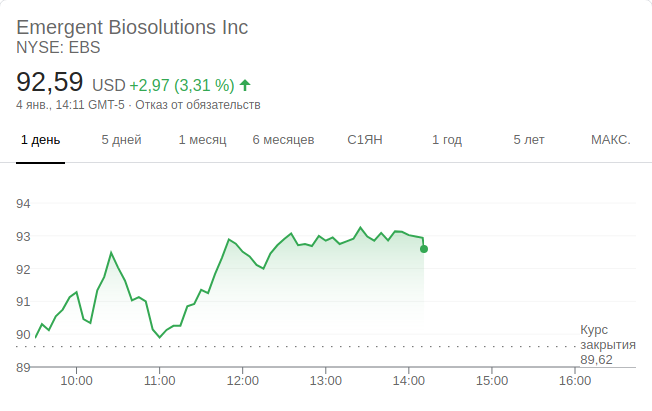 Emergent Biosolutions Inc
NYSE: EBS
92,59 USD +2,97 (3,31 %)
4 янв., 14:11 GMT-5 · Отказ от обязательств
1 день 5 дней 1 месяц 6 месяцев С1ЯН 1 год 5 лет МАКС.
94
93
92
91
90
89
Курс
закрытия
89,62
10:00 11:00 12:00 13:00 14:00 15:00 16:00